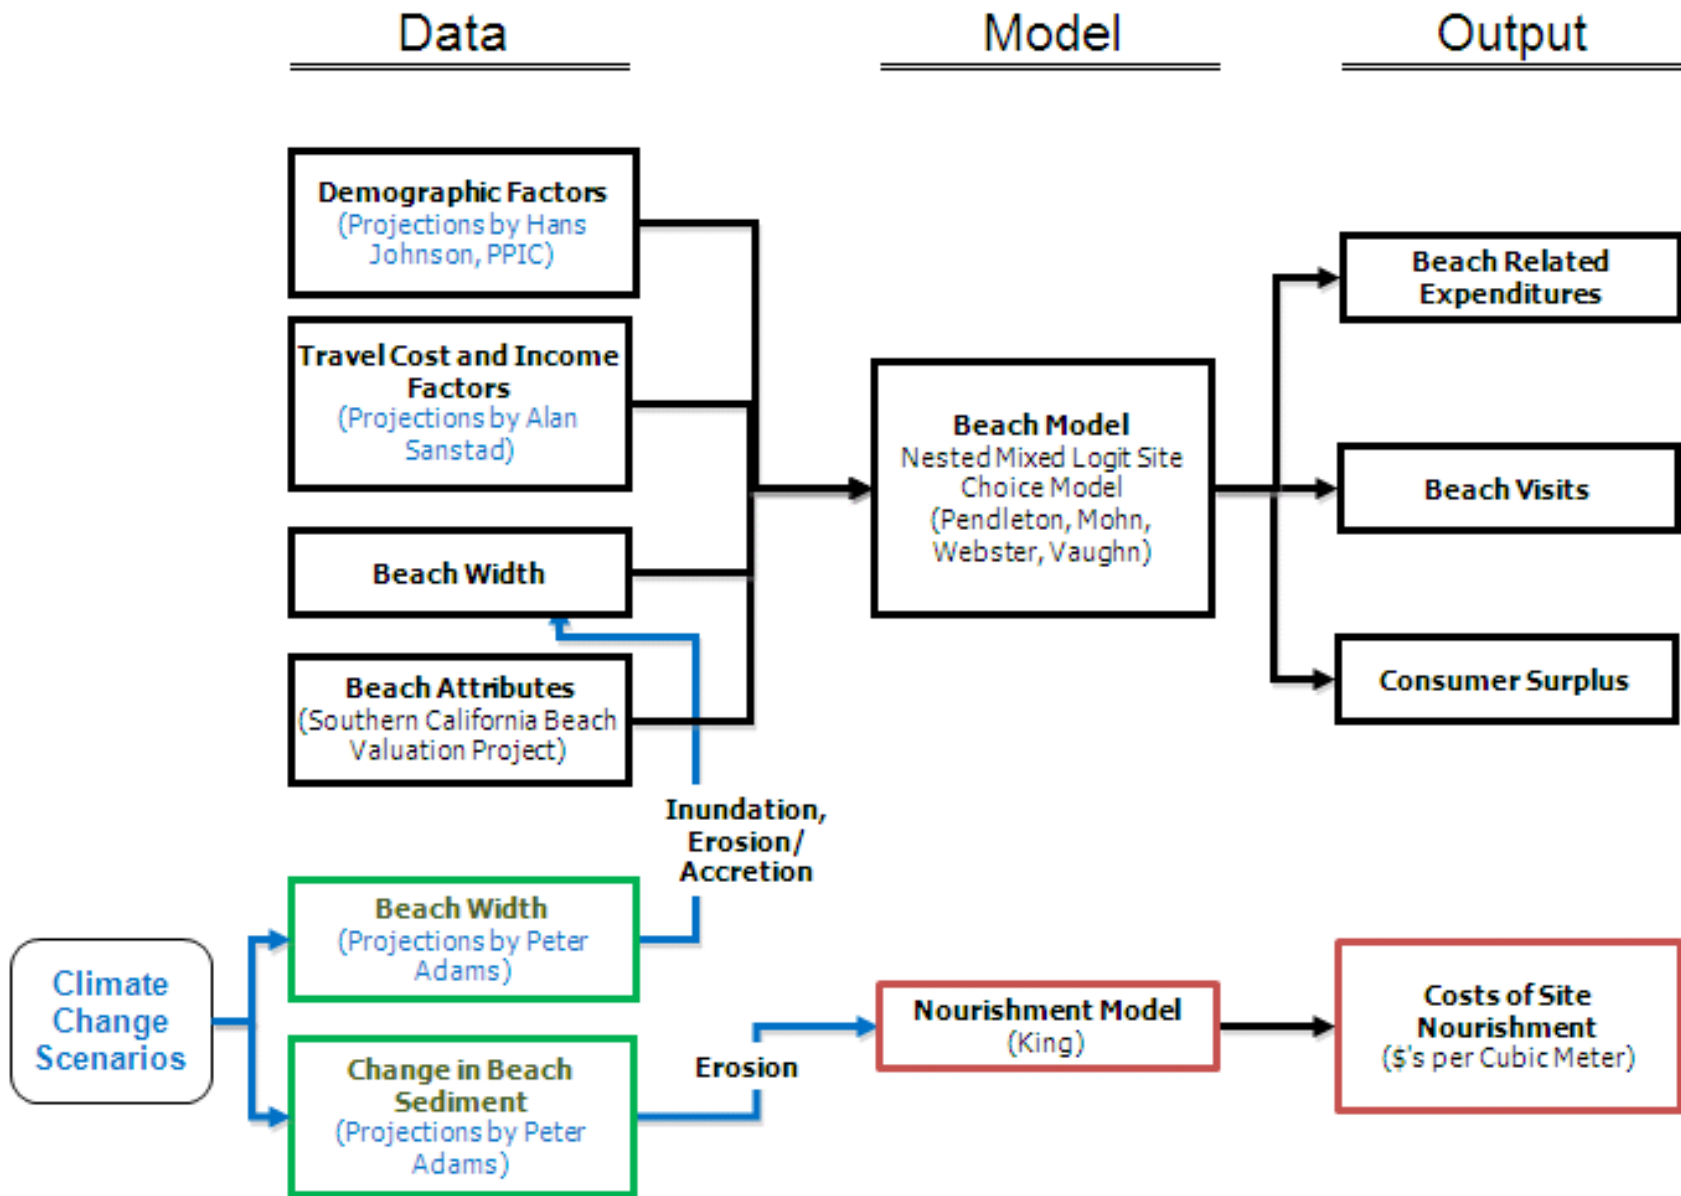 Data
Model
Output
Demographic Factors
(Projections by Hans
Johnson, PPIC)
Travel Cost and Income
Factors
(Projections by Alan
Sanstad)
Beach Width
Beach Attributes
(Southern California Beach
Valuation Project)
Beach Model
Nested Mixed Logit Site
Choice Model
(Pendleton, Mohn,
Webster, Vaughn)
Beach Related
Expenditures
Beach Visits
Consumer Surplus
Inundation,
Erosion/
Accretion
Climate
Change
Scenarios
Beach Width
(Projections by Peter
Adams)
Change in Beach
Sediment
(Projections by Peter
Adams)
Erosion
Nourishment Model
(King)
Costs of Site
Nourishment
($'s per Cubic Meter)